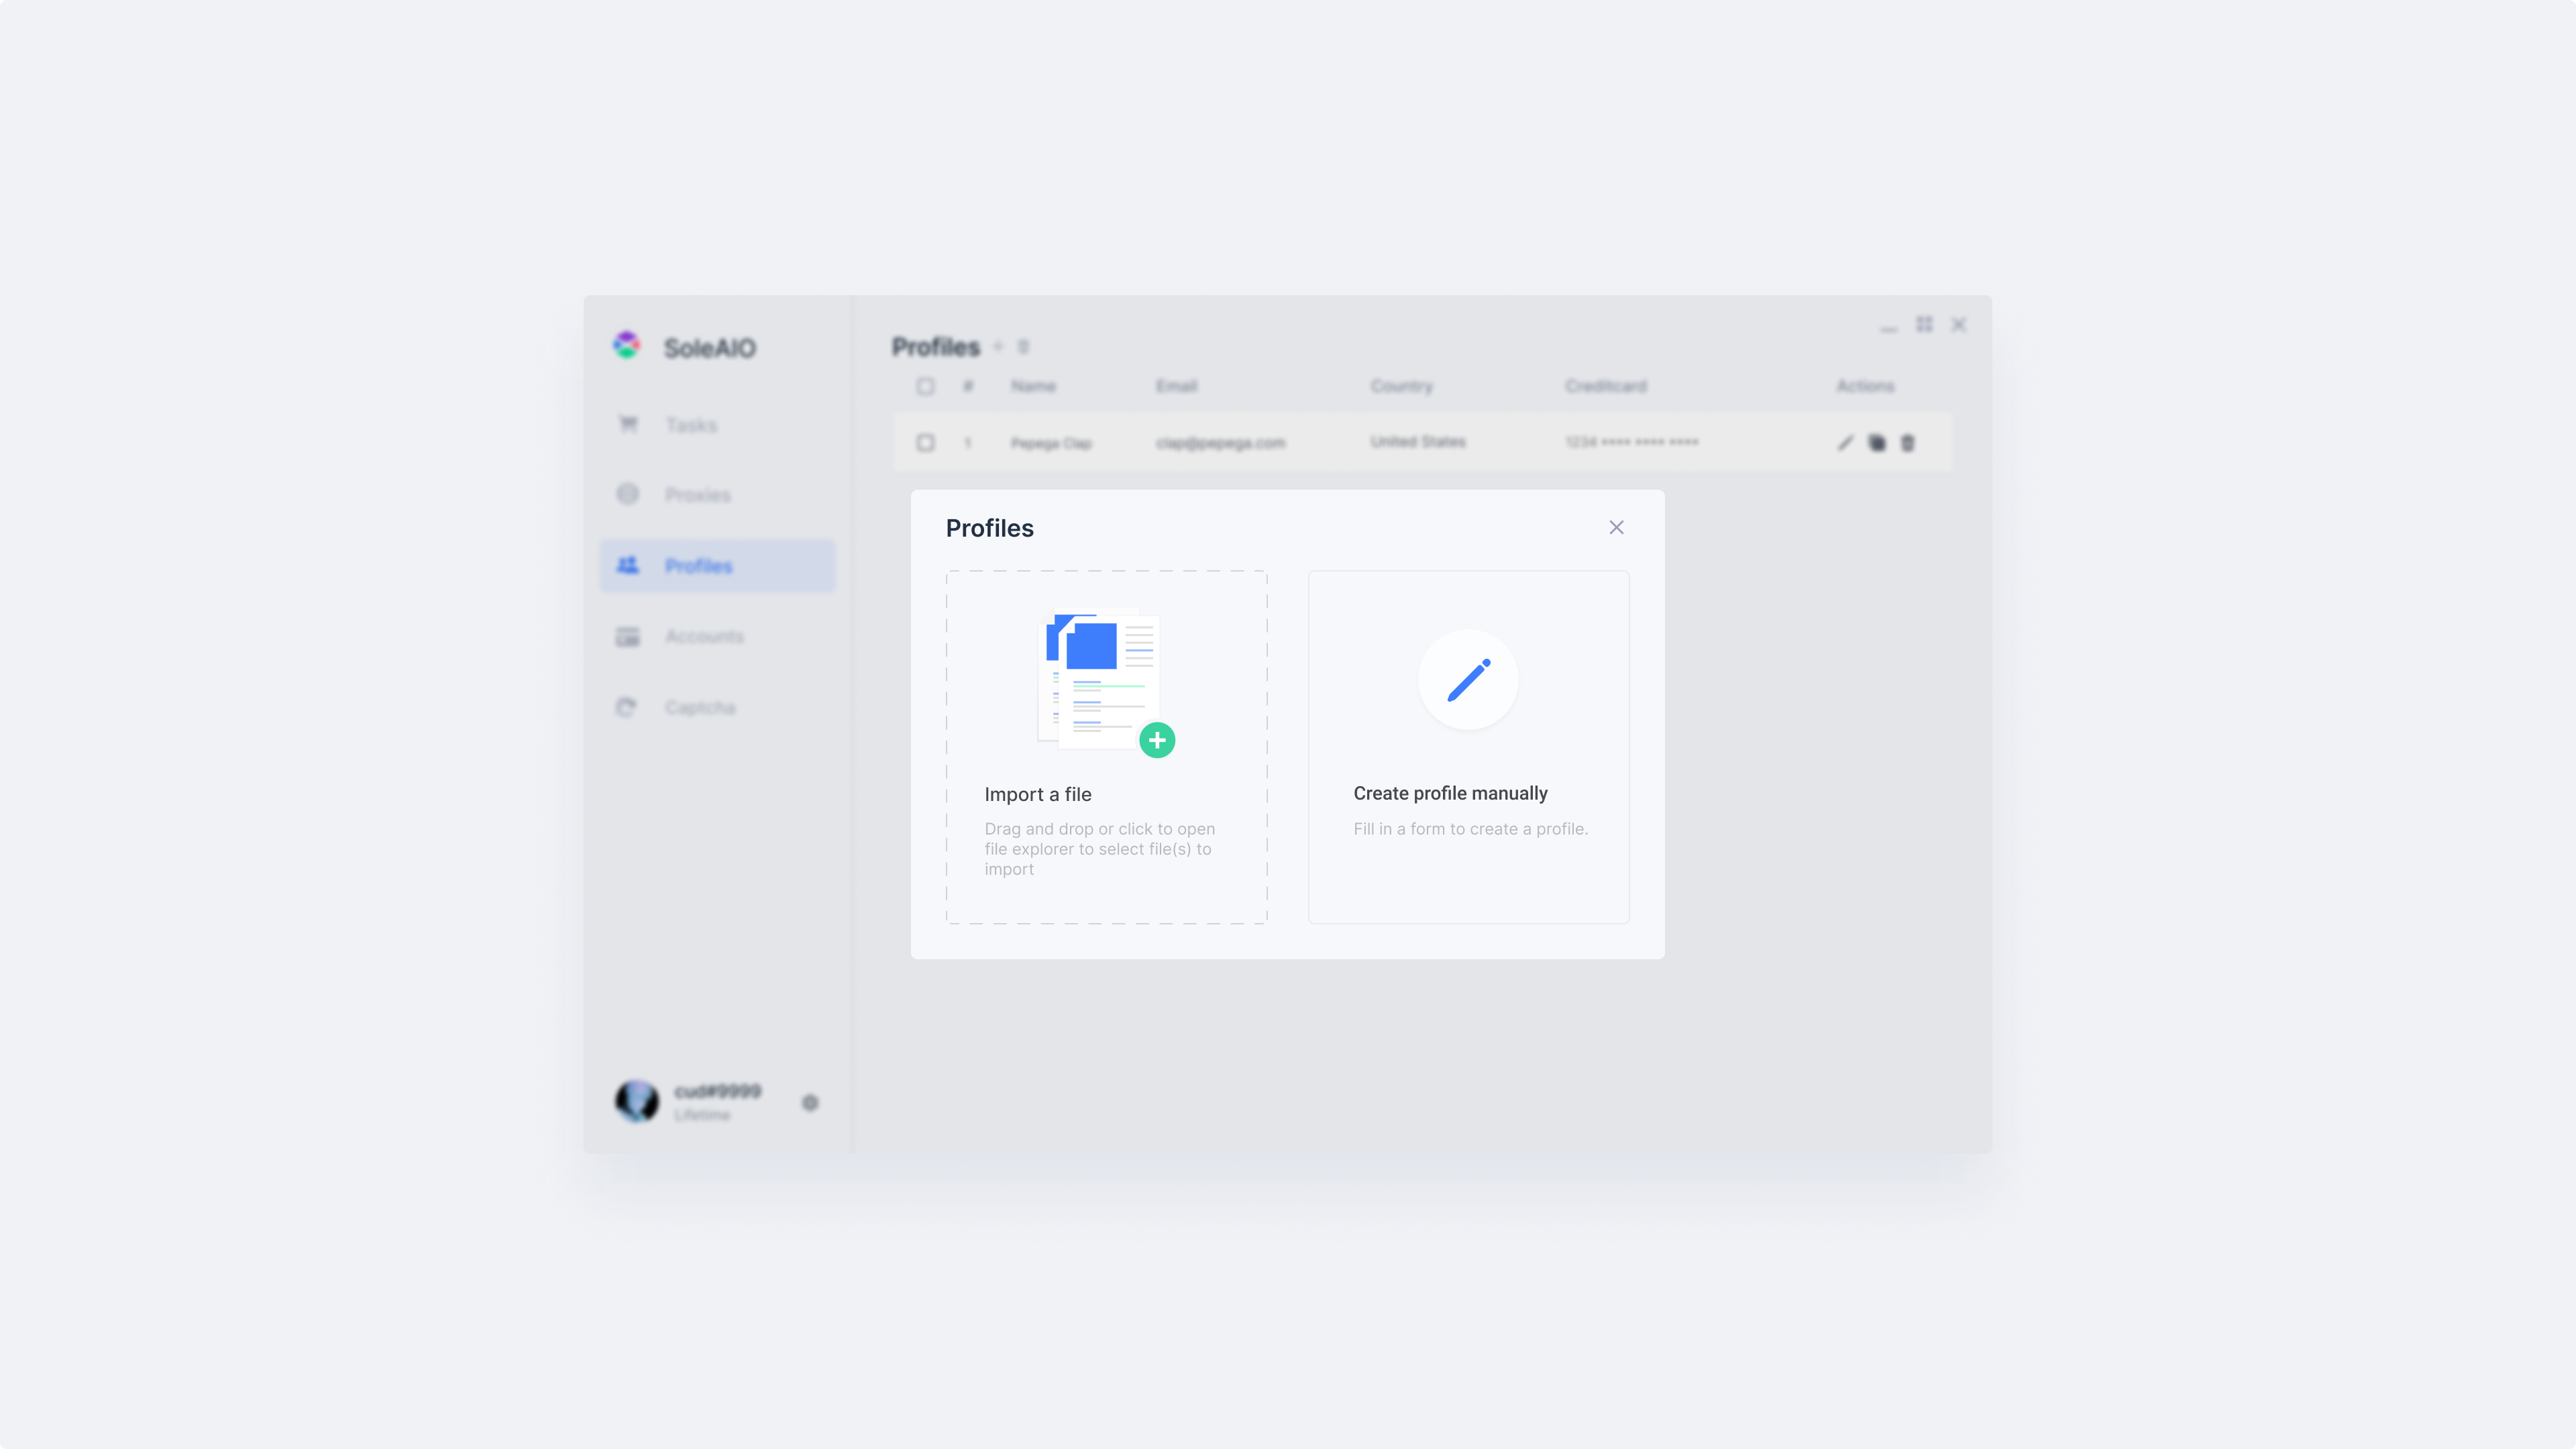 SoleAIO
Tasks
Proxies
Profiles
Accounts
Captcha
cud#9999
Lifetime
Profiles
# Name Email Country Creditcard Actions
1 Pepega Clap clap@pepega.com United States 1234 •••• •••• ••••
Profiles
Import a file
Drag and drop or click to open
file explorer to select file(s) to
import
Create profile manually
Fill in a form to create a profile.